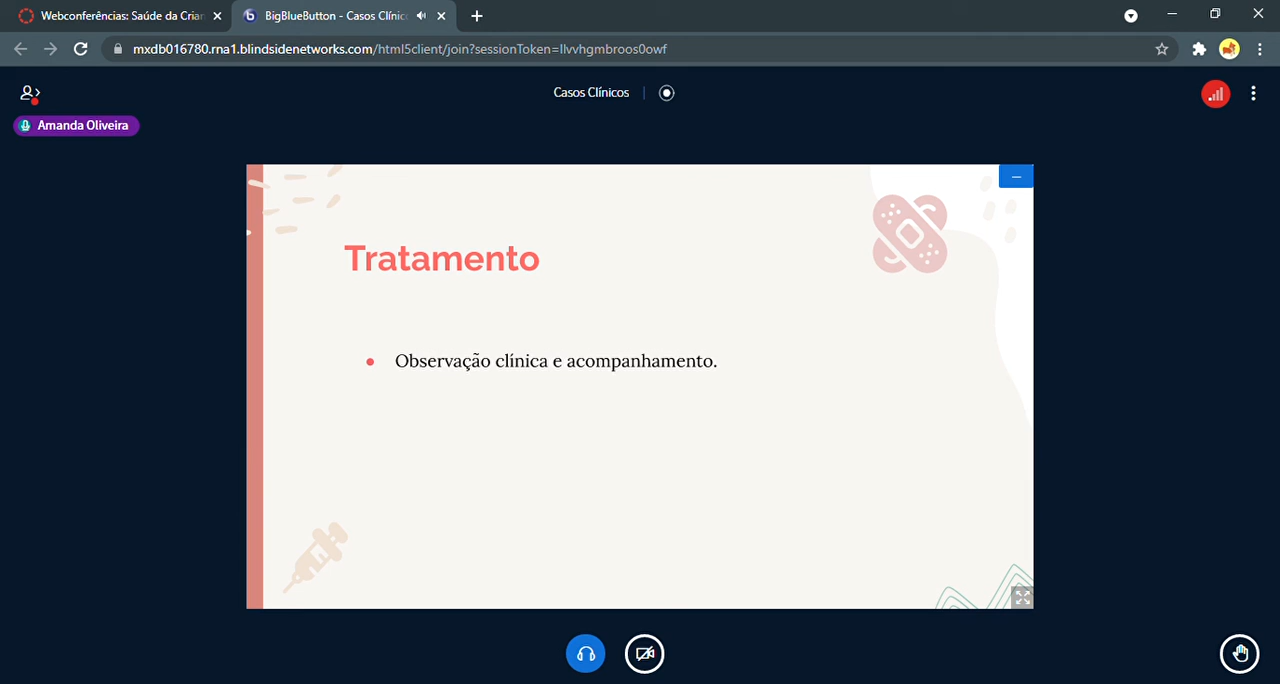 Webconferências: Saúde da Crian
BigBlueButton - Casos Clínic
mxdb016780.rna1.blindsidenetworks.com/html5client/join?sessionToken=llvvhgmbroos0owf
Casos Clínicos
Amanda Oliveira
Tratamento
Observação clínica e acompanhamento.